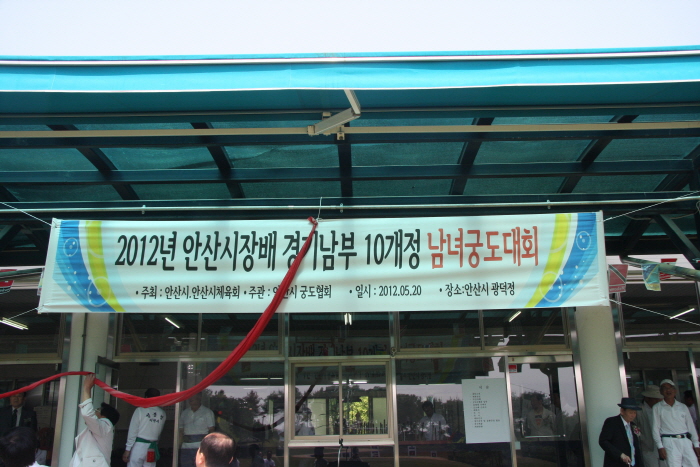 2012년 안산시장배 경기남부 10개정 남녀궁도대회
• 주최 : 안산시.안산시체육회 • 주관 : 안산시 궁도협회 • 일시 : 2012.05.20 • 장소:안산시 광덕정